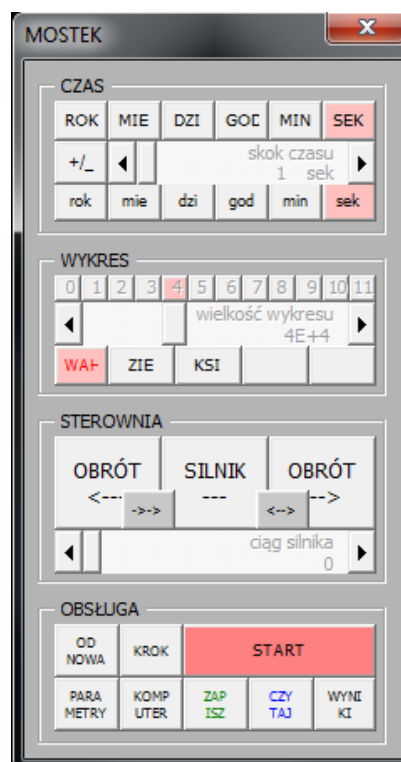 MOSTEK
x
CZAS
ROK MIE DZI GOD MIN SEK
+/_ skok czasu
1 sek
rok mie dzi god min sek
WYKRES
0 1 2 3 4 5 6 7 8 9 10 11
wielkość wykresu
4E+4
WAH ZIE KSI
STEROWNIA
OBRÓT SILNIK OBRÓT
<--- --- -->
->-> <-->
ciąg silnika
0
OBSŁUGA
OD NOWA KROK START
PARA METRY KOMP UTER ZAP ISZ CZY TAJ WYNI KI